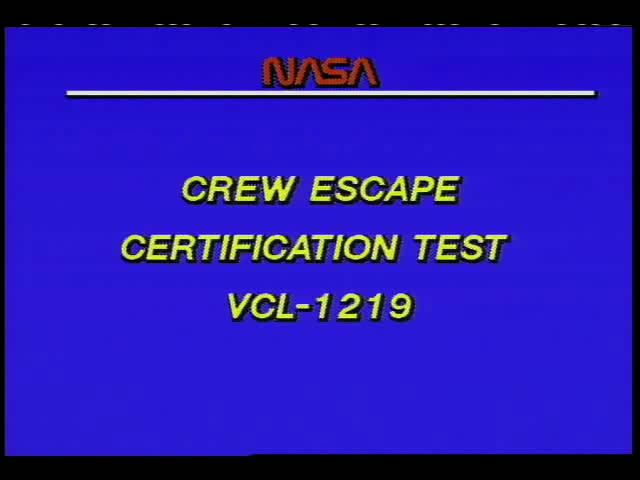 NASA
CREW ESCAPE
CERTIFICATION TEST
VCL-1219